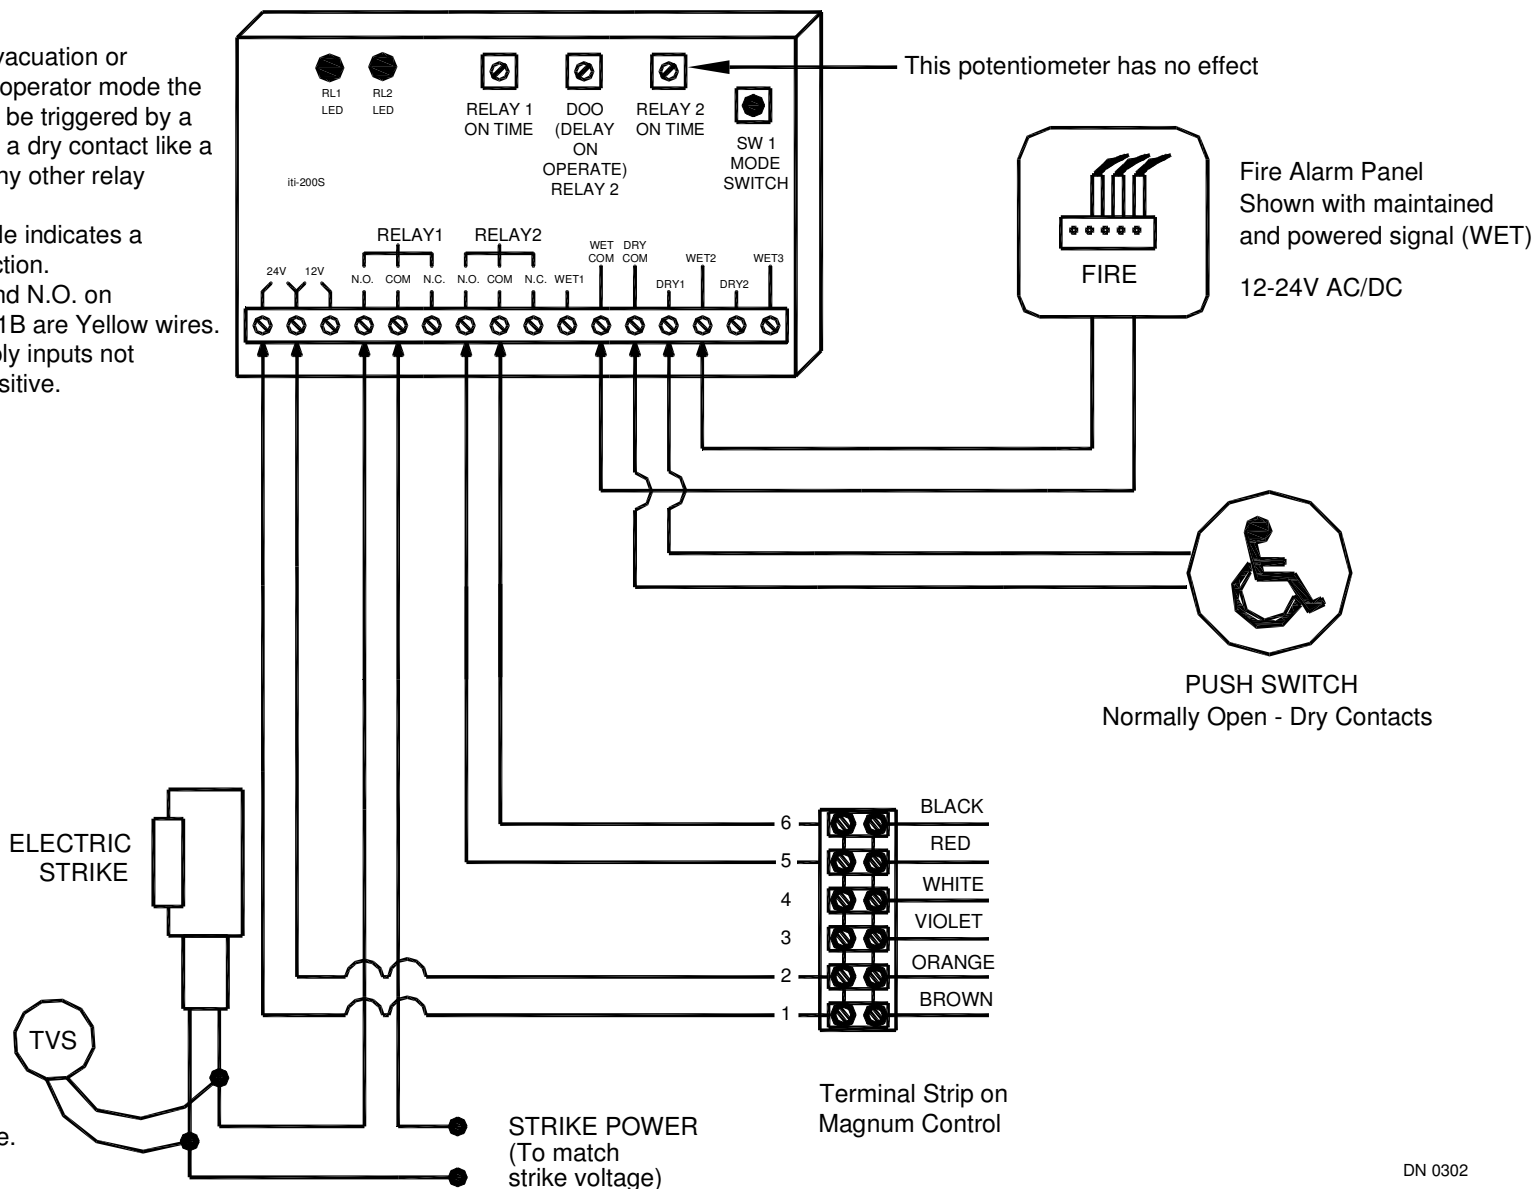 vacuation or
operator mode the
be triggered by a
a dry contact like a
ny other relay
le indicates a
ction.
nd N.O. on
1B are Yellow wires.
ply inputs not
sitive.
RL1
LED
RL2
LED
RELAY 1
ON TIME
DOO
(DELAY
ON
OPERATE)
RELAY 2
RELAY 2
ON TIME
SW 1
MODE
SWITCH
This potentiometer has no effect
iti-200S
24V
12V
RELAY1
N.O.
COM
N.C.
RELAY2
N.O.
COM
N.C.
WET1
WET
COM
DRY
COM
DRY1
WET2
DRY2
WET3
FIRE
Fire Alarm Panel
Shown with maintained
and powered signal (WET)
12-24V AC/DC
PUSH SWITCH
Normally Open - Dry Contacts
ELECTRIC
STRIKE
6
BLACK
5
RED
4
WHITE
3
VIOLET
2
ORANGE
1
BROWN
Terminal Strip on
Magnum Control
TVS
e.
STRIKE POWER
(To match
strike voltage)
DN 0302